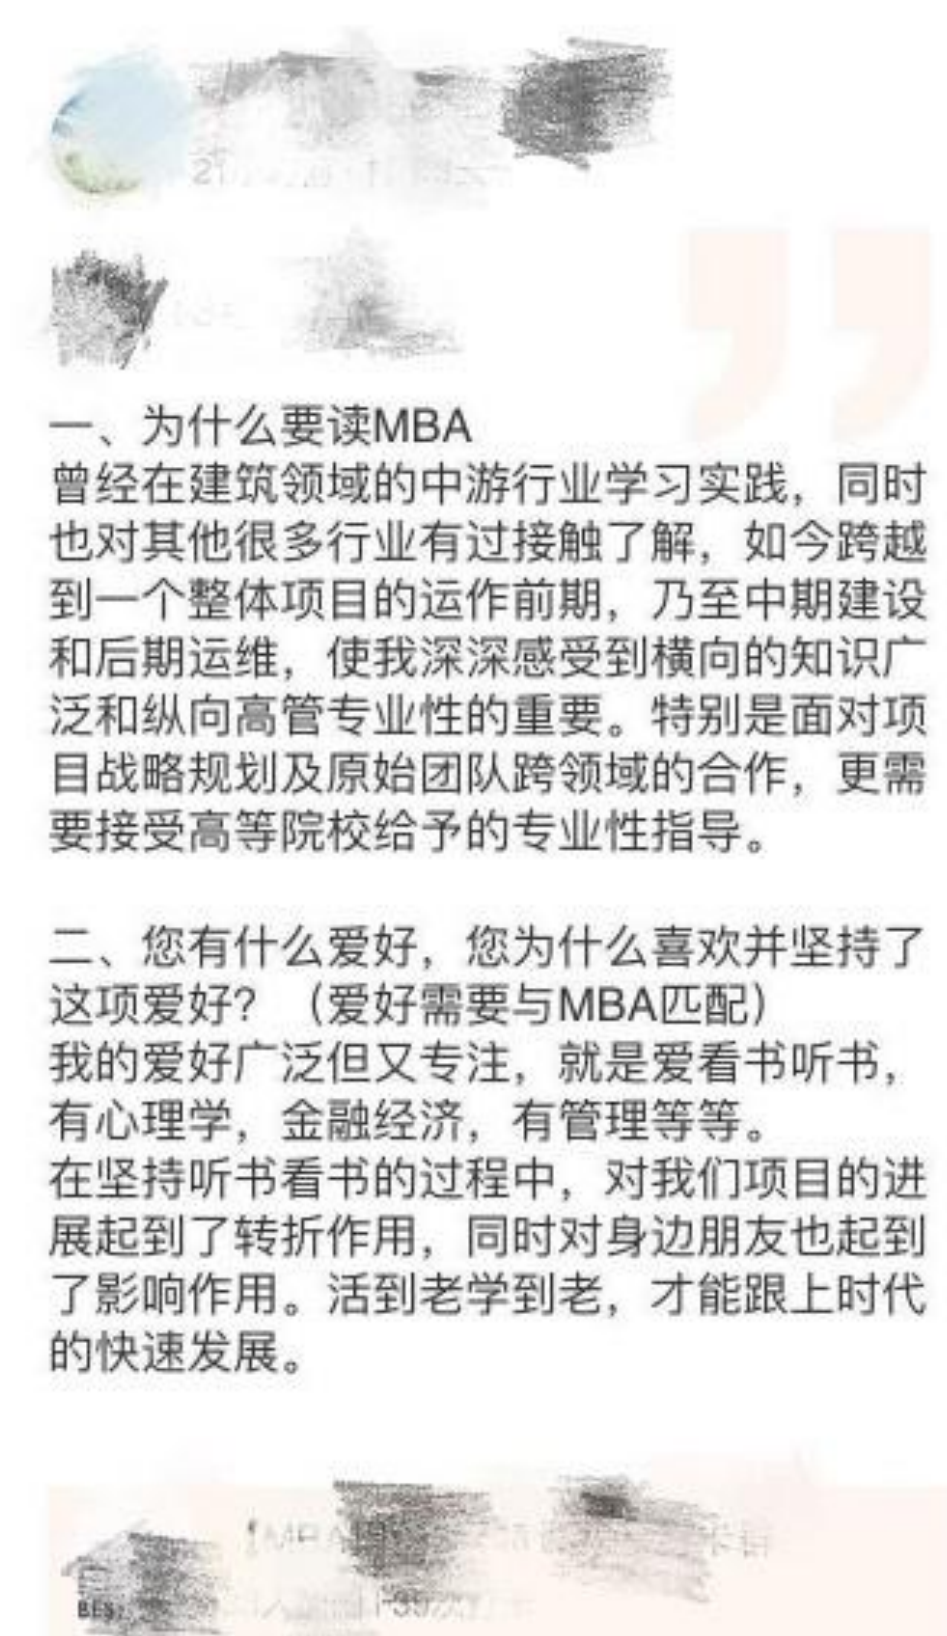 一、为什么要读MBA
曾经在建筑领域的中游行业学习实践，同时
也对其他很多行业有过接触了解，如今跨越
到一个整体项目的运作前期，乃至中期建设
和后期运维，使我深深感受到横向的知识广
泛和纵向高管专业性的重要。特别是面对项
目战略规划及原始团队跨领域的合作，更需
要接受高等院校给予的专业性指导。
二、您有什么爱好，您为什么喜欢并坚持了
这项爱好？（爱好需要与MBA匹配）
我的爱好广泛但又专注，就是爱看书听书，
有心理学，金融经济，有管理等等。
在坚持听书看书的过程中，对我们项目的进
展起到了转折作用，同时对身边朋友也起到
了影响作用。活到老学到老，才能跟上时代
的快速发展。